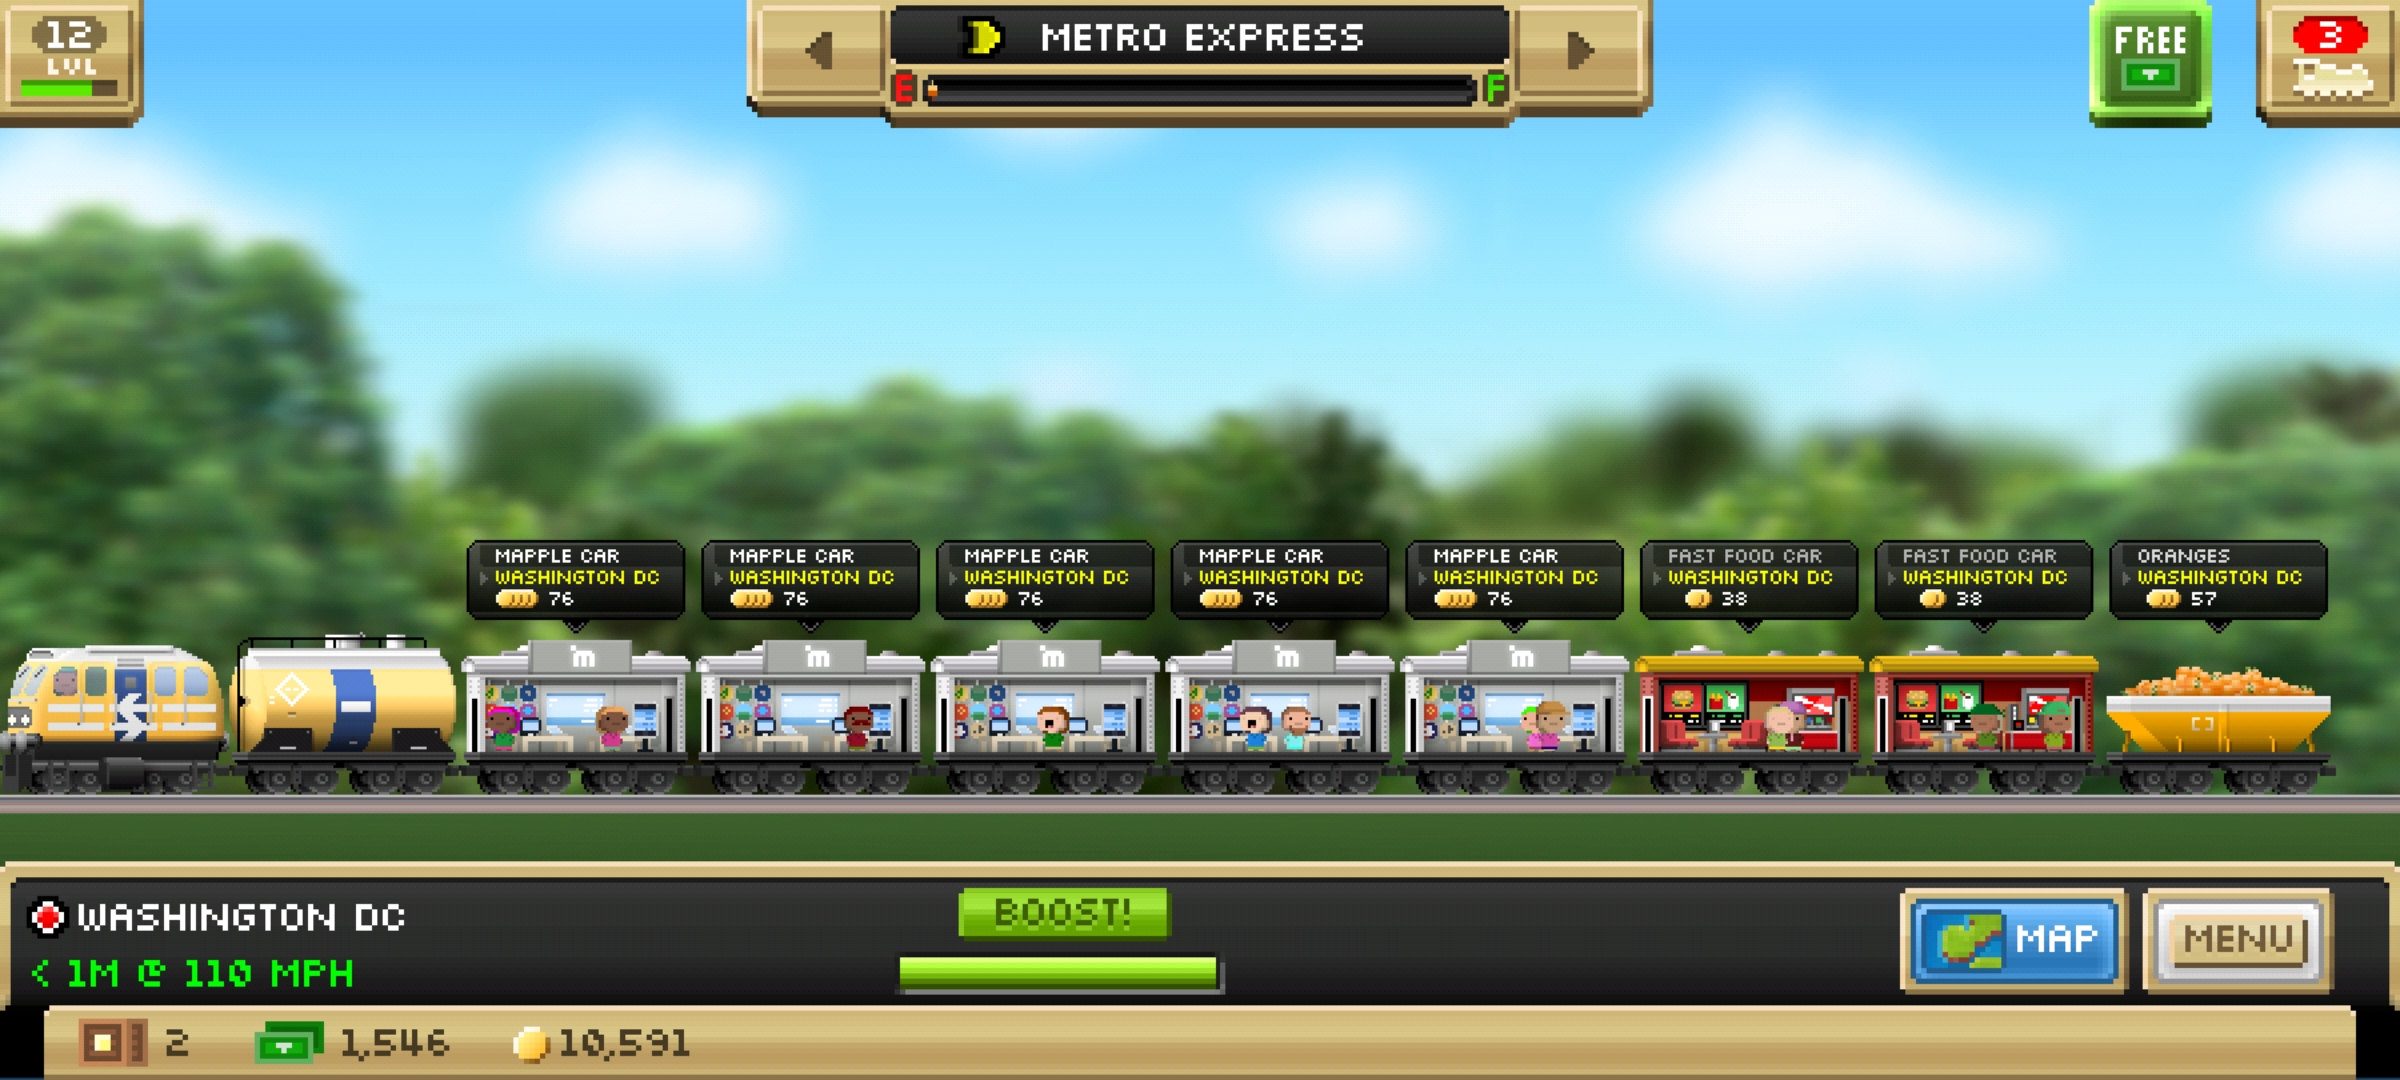 12
LVL
METRO EXPRESS
E
F
FREE
3
MAPPLE CAR
WASHINGTON DC
76
MAPPLE CAR
WASHINGTON DC
76
MAPPLE CAR
WASHINGTON DC
76
MAPPLE CAR
WASHINGTON DC
76
MAPPLE CAR
WASHINGTON DC
76
FAST FOOD CAR
WASHINGTON DC
38
FAST FOOD CAR
WASHINGTON DC
38
ORANGES
WASHINGTON DC
57
m
m
m
m
m
WASHINGTON DC
< 1M @ 110 MPH
BOOST!
MAP
MENU
2
1,546
10,591